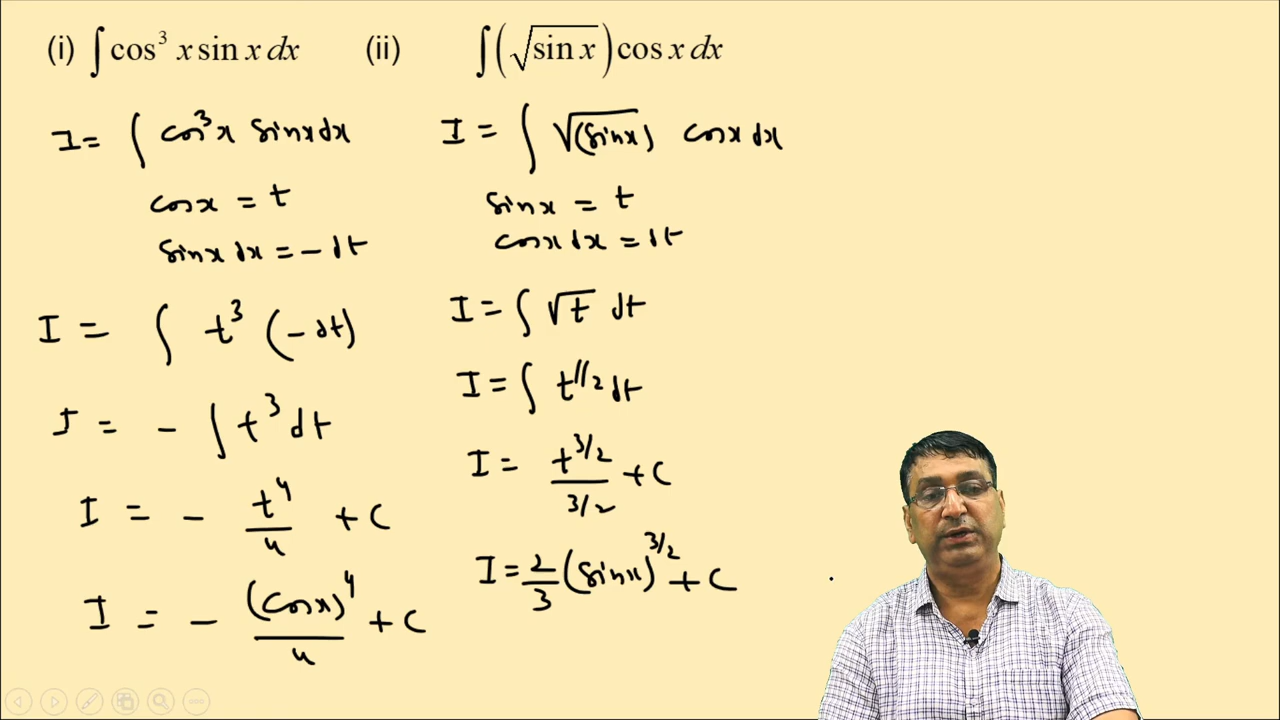 (i) ∫ cos³ x sin x dx (ii) ∫(√sin x) cos x dx
I = ∫ cos³x sinx dx
cosx = t
sinx dx = - dt
I = ∫ t³ (- dt)
I = - ∫ t³ dt
I = - t⁴/4 + c
I = - (cosx)⁴/4 + c
I = ∫ √(sinx) cosx dx
sinx = t
cosx dx = dt
I = ∫ √t dt
I = ∫ t^1/2 dt
I = t^3/2 / 3/2 + c
I = 2/3 (sinx)^3/2 + c